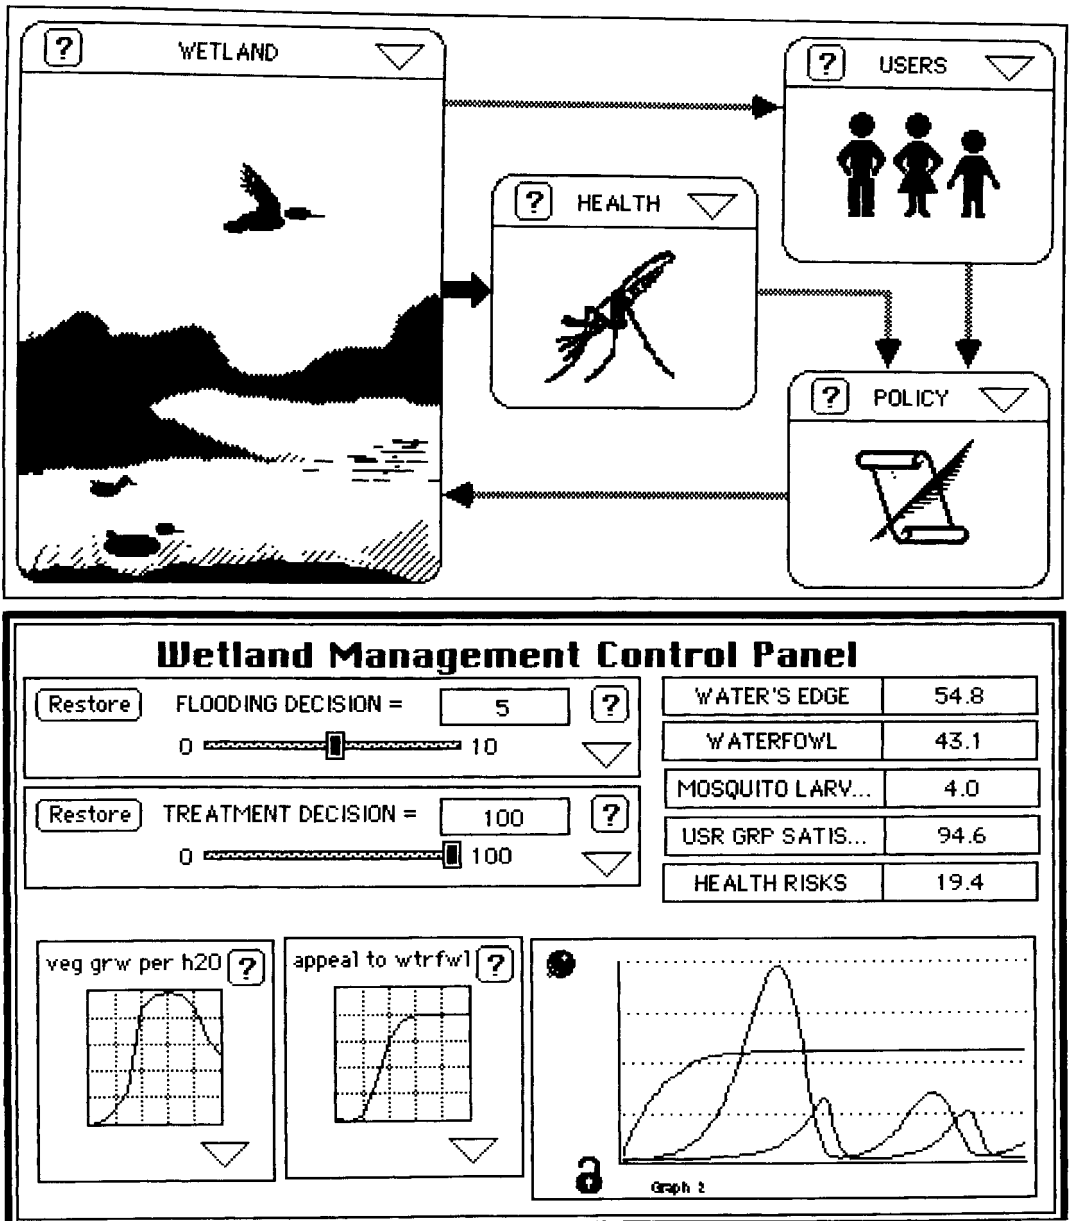 ? WETLAND
? USERS
? HEALTH
? POLICY
Wetland Management Control Panel
Restore FLOODING DECISION = 5 ?
0 10
Restore TREATMENT DECISION = 100 ?
0 100
WATER'S EDGE 54.8
WATERFOWL 43.1
MOSQUITO LARV... 4.0
USR GRP SATIS... 94.6
HEALTH RISKS 19.4
veg grw per h20 ?
appeal to wtrfwl ?
Graph 2